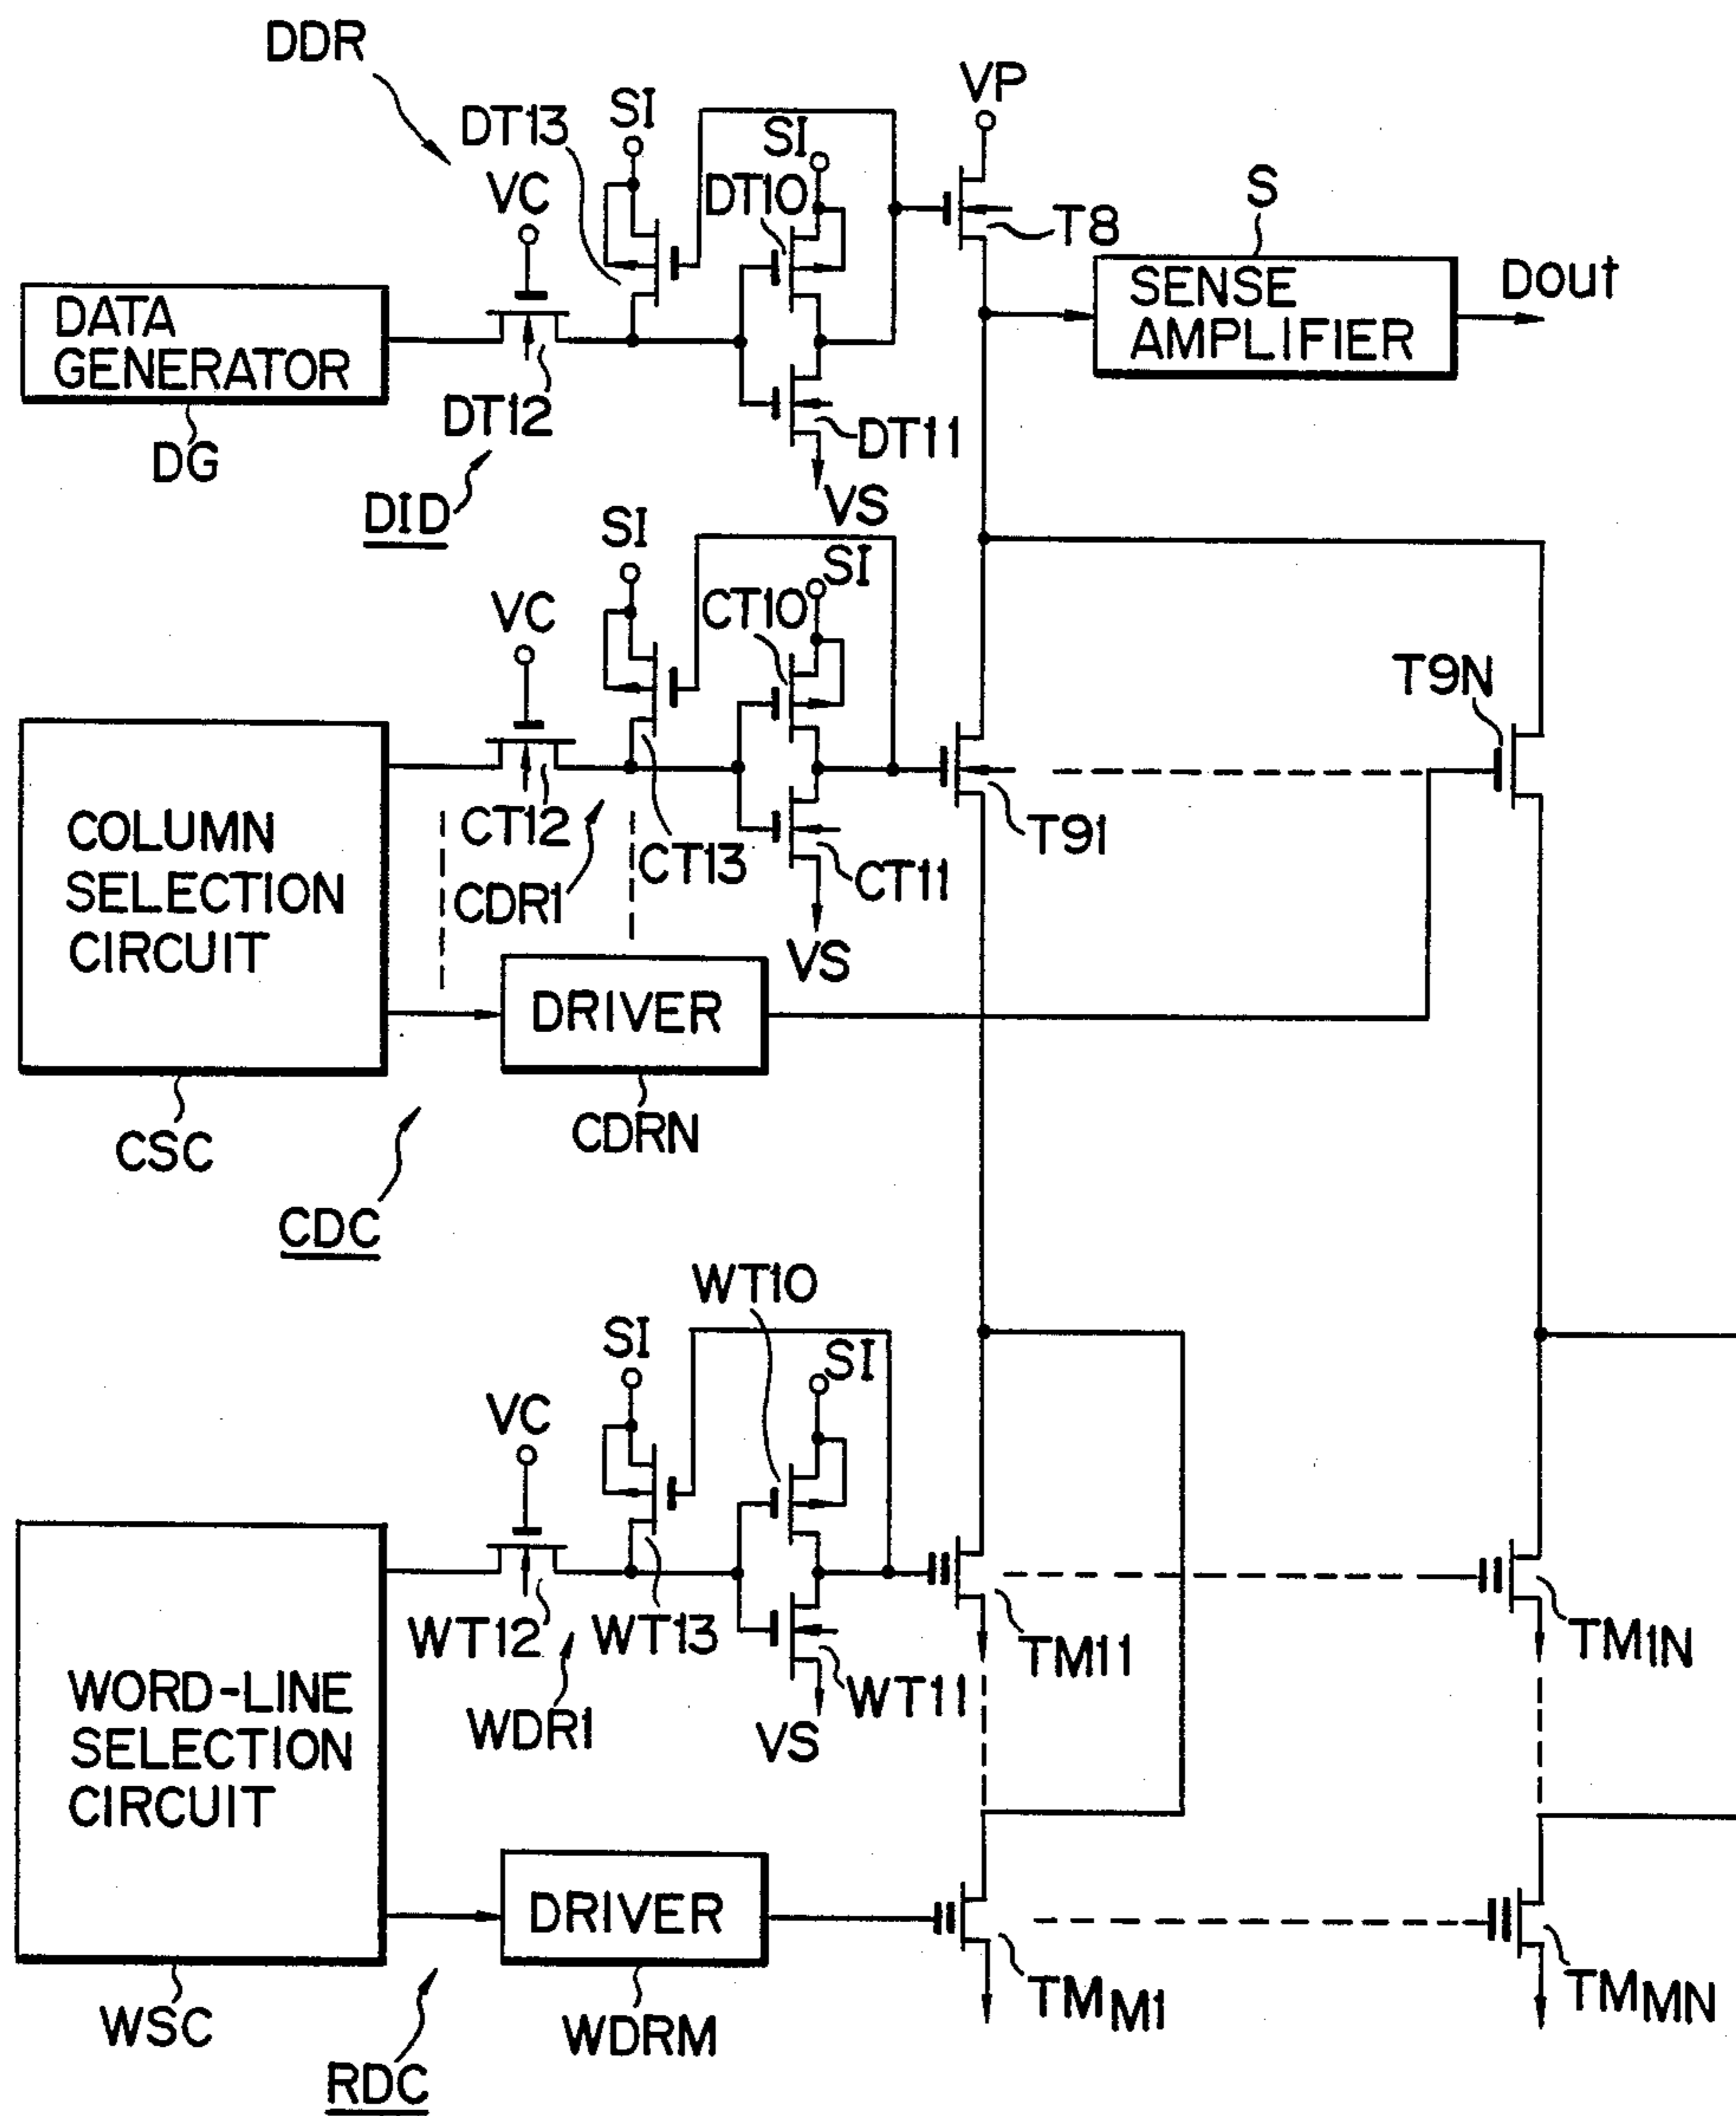 DDR
VP
SI
DT13
SI
VC
DT10
S
T8
DATA
GENERATOR
SENSE
AMPLIFIER
Dout
DT12
DT11
DG
DID
VS
SI
SI
VC
CT10
T9N
COLUMN
SELECTION
CIRCUIT
CT12
CT13
T91
CDR1
CT11
VS
DRIVER
CSC
CDRN
CDC
WT10
SI
SI
VC
WT12
WT13
TM11
TM1N
WORD-LINE
SELECTION
CIRCUIT
WDR1
WT11
VS
DRIVER
WSC
WDRM
TMM1
TMMN
RDC